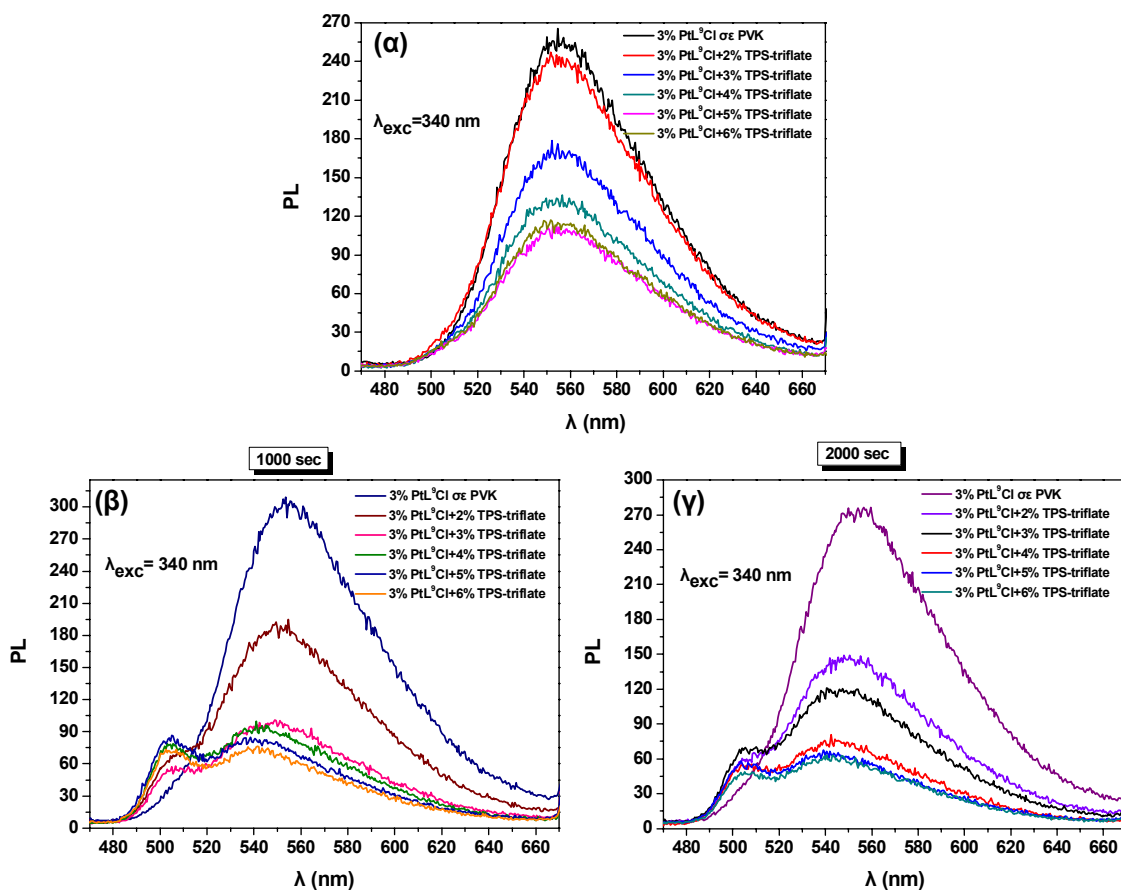 (α)
3% PtL⁹Cl σε PVK
3% PtL⁹Cl+2% TPS-triflate
3% PtL⁹Cl+3% TPS-triflate
3% PtL⁹Cl+4% TPS-triflate
3% PtL⁹Cl+5% TPS-triflate
3% PtL⁹Cl+6% TPS-triflate
λexc=340 nm
PL
270
240
210
180
150
120
90
60
30
0
480 500 520 540 560 580 600 620 640 660
λ (nm)
1000 sec
(β)
3% PtL⁹Cl σε PVK
3% PtL⁹Cl+2% TPS-triflate
3% PtL⁹Cl+3% TPS-triflate
3% PtL⁹Cl+4% TPS-triflate
3% PtL⁹Cl+5% TPS-triflate
3% PtL⁹Cl+6% TPS-triflate
λexc= 340 nm
PL
300
270
240
210
180
150
120
90
60
30
0
480 500 520 540 560 580 600 620 640 660
λ (nm)
2000 sec
(γ)
3% PtL⁹Cl σε PVK
3% PtL⁹Cl+2% TPS-triflate
3% PtL⁹Cl+3% TPS-triflate
3% PtL⁹Cl+4% TPS-triflate
3% PtL⁹Cl+5% TPS-triflate
3% PtL⁹Cl+6% TPS-triflate
λexc= 340 nm
PL
300
270
240
210
180
150
120
90
60
30
0
480 500 520 540 560 580 600 620 640 660
λ (nm)